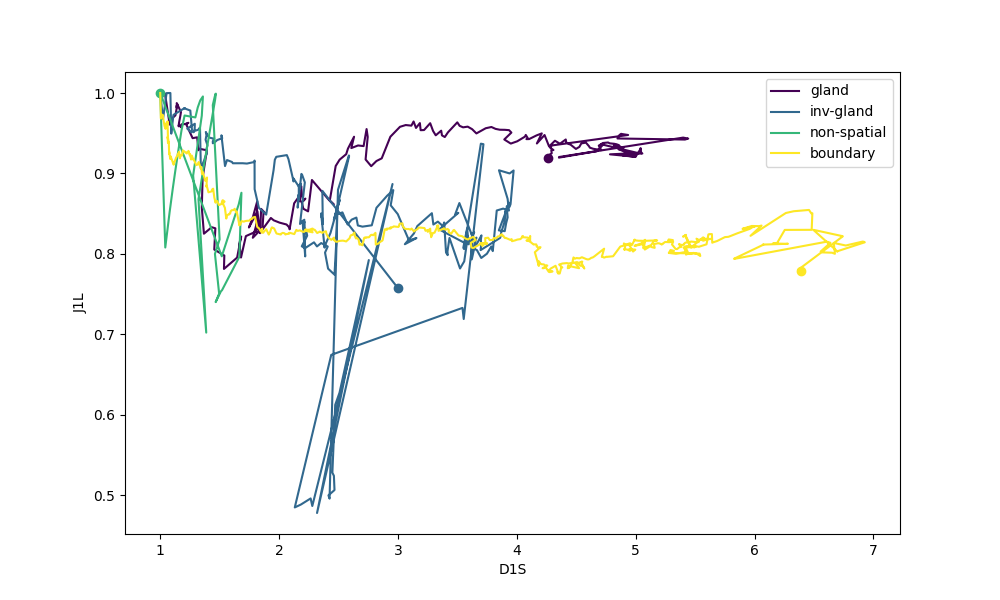 gland
inv-gland
non-spatial
boundary
1.0
0.9
0.8
0.7
0.6
0.5
J1L
1 2 3 4 5 6 7
D1S